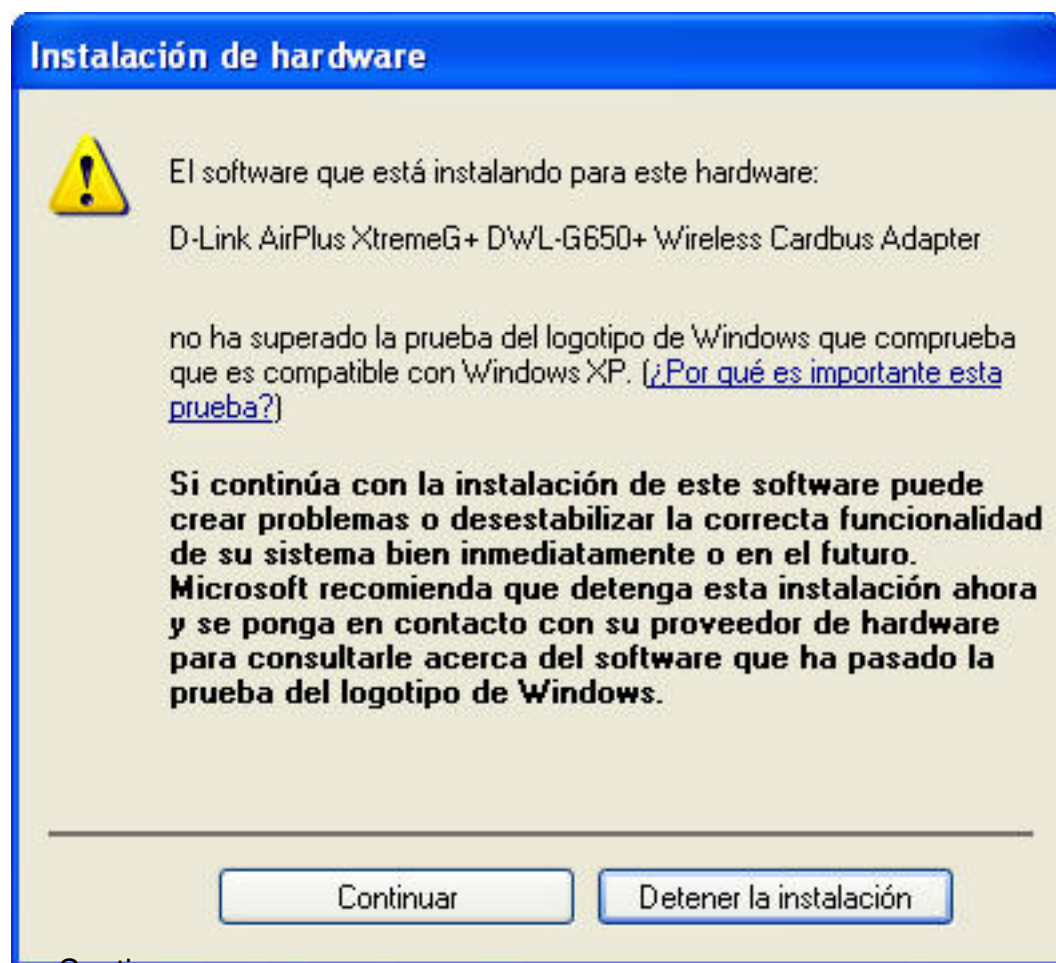 Instalación de hardware
El software que está instalando para este hardware:
D-Link AirPlus XtremeG+ DWL-G650+ Wireless Cardbus Adapter
no ha superado la prueba del logotipo de Windows que comprueba
que es compatible con Windows XP. (¿Por qué es importante esta
prueba?)
Si continúa con la instalación de este software puede
crear problemas o desestabilizar la correcta funcionalidad
de su sistema bien inmediatamente o en el futuro.
Microsoft recomienda que detenga esta instalación ahora
y se ponga en contacto con su proveedor de hardware
para consultarle acerca del software que ha pasado la
prueba del logotipo de Windows.
Continuar
Detener la instalación